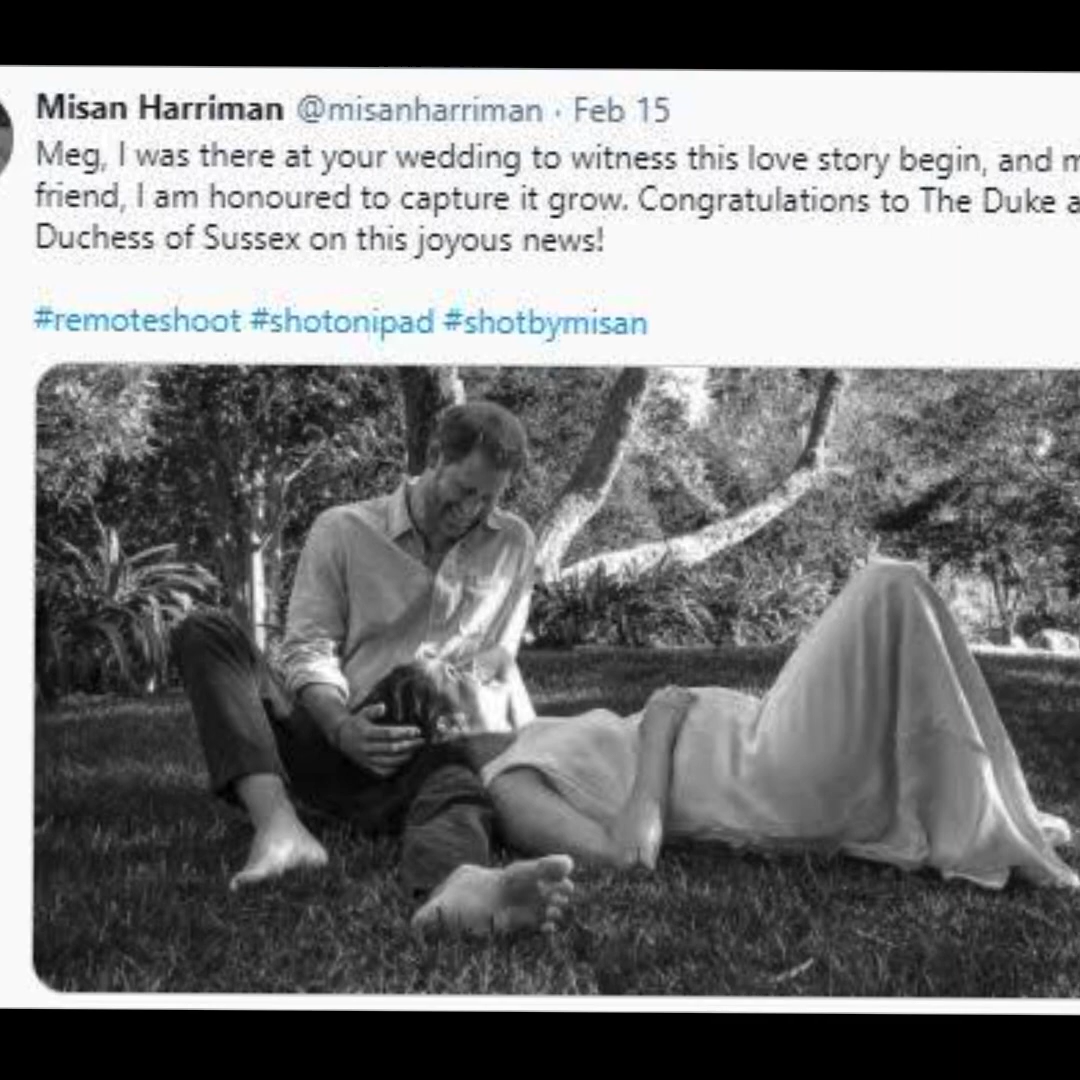 Misan Harriman @misanharriman · Feb 15
Meg, I was there at your wedding to witness this love story begin, and
friend, I am honoured to capture it grow. Congratulations to The Duke
Duchess of Sussex on this joyous news!
#remoteshoot #shotonipad #shotbymisan